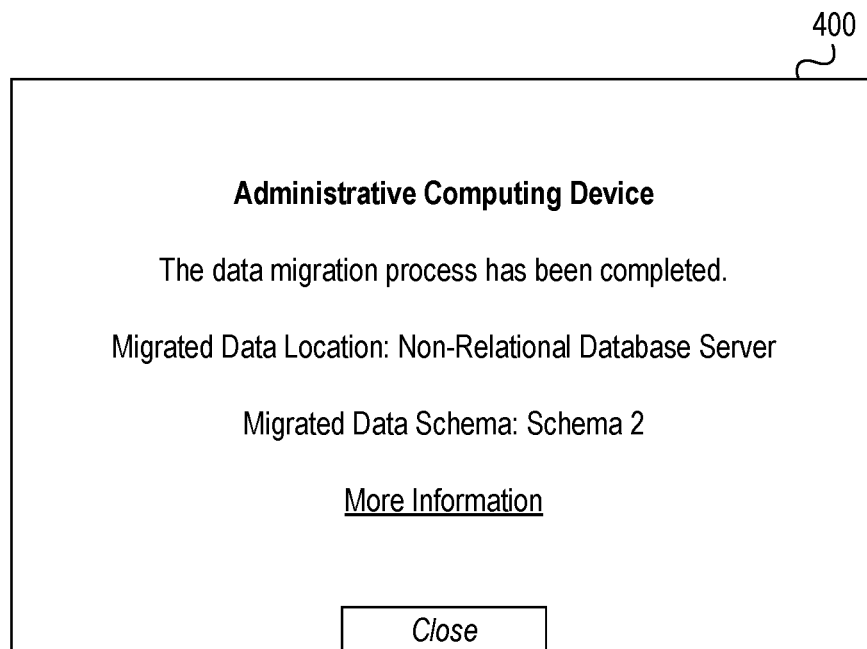 400
Administrative Computing Device
The data migration process has been completed.
Migrated Data Location: Non-Relational Database Server
Migrated Data Schema: Schema 2
More Information
Close